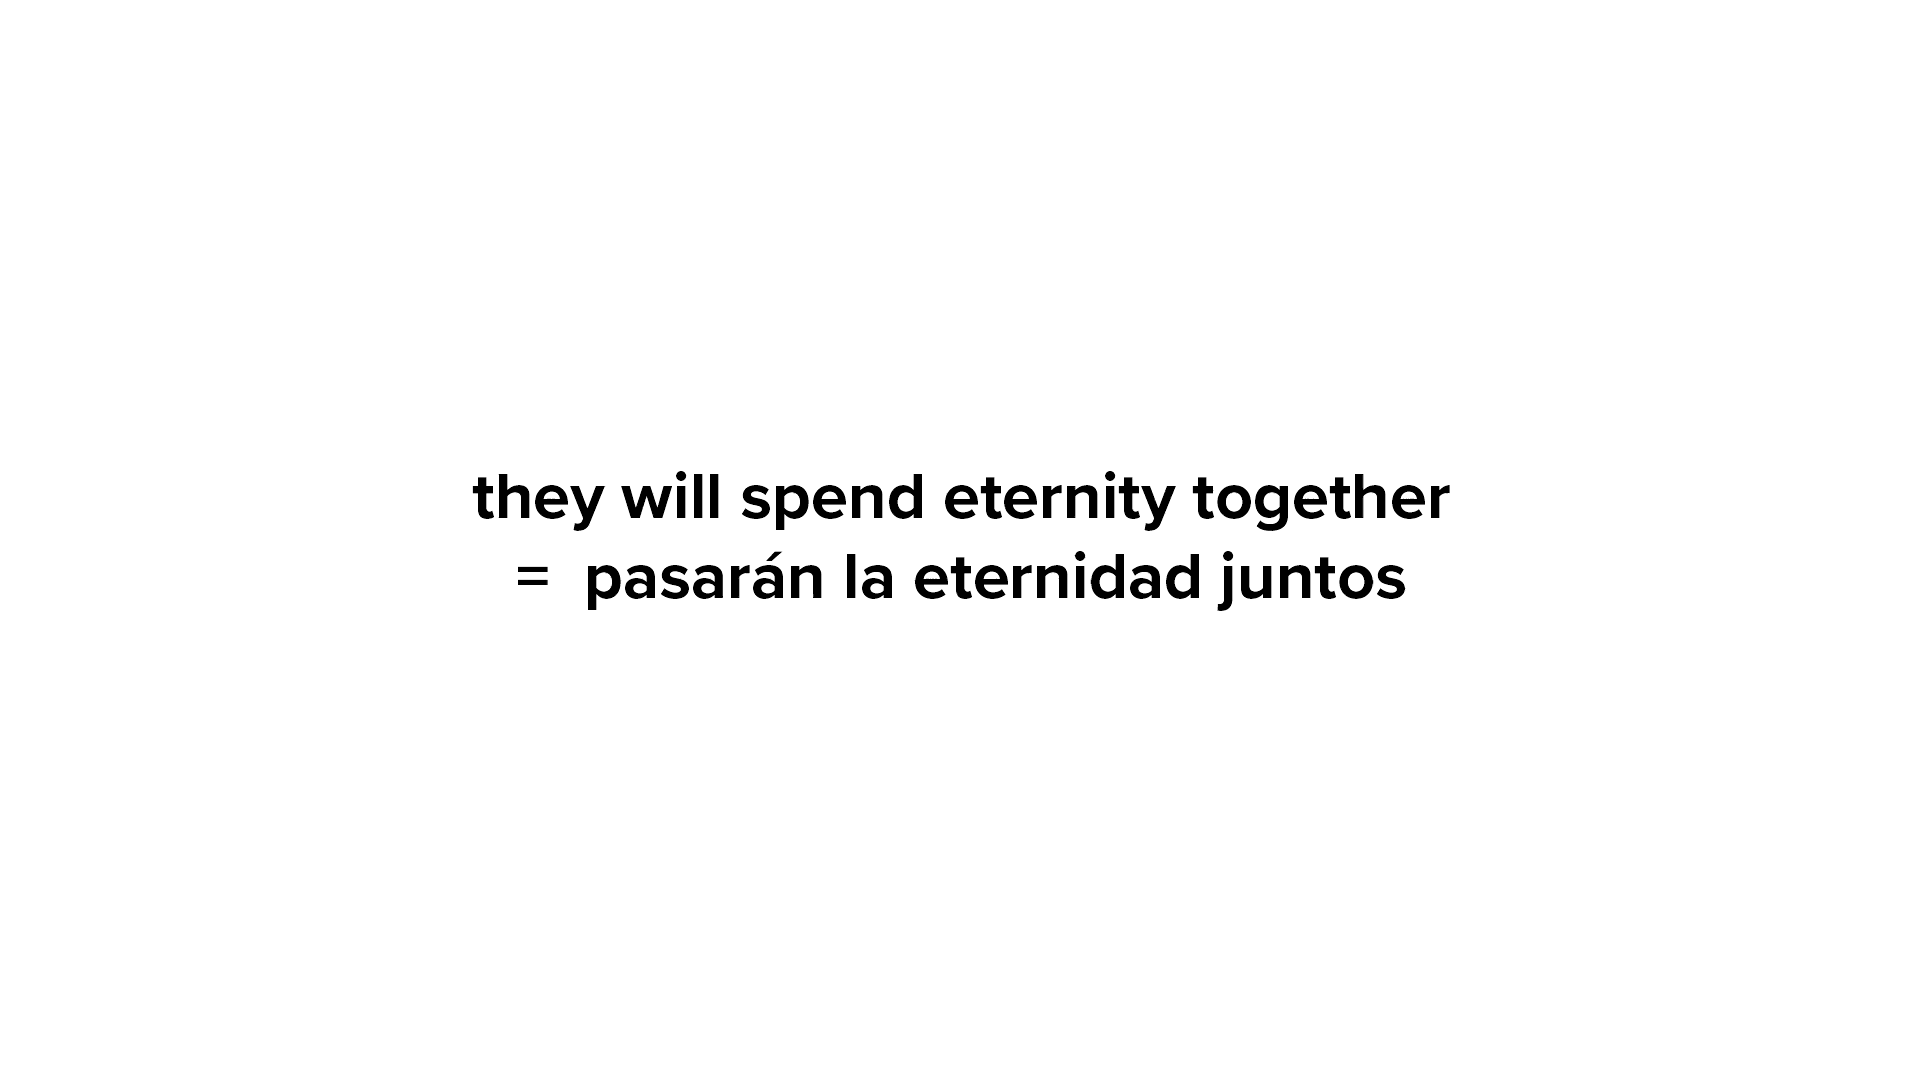 they will spend eternity together
= pasarán la eternidad juntos